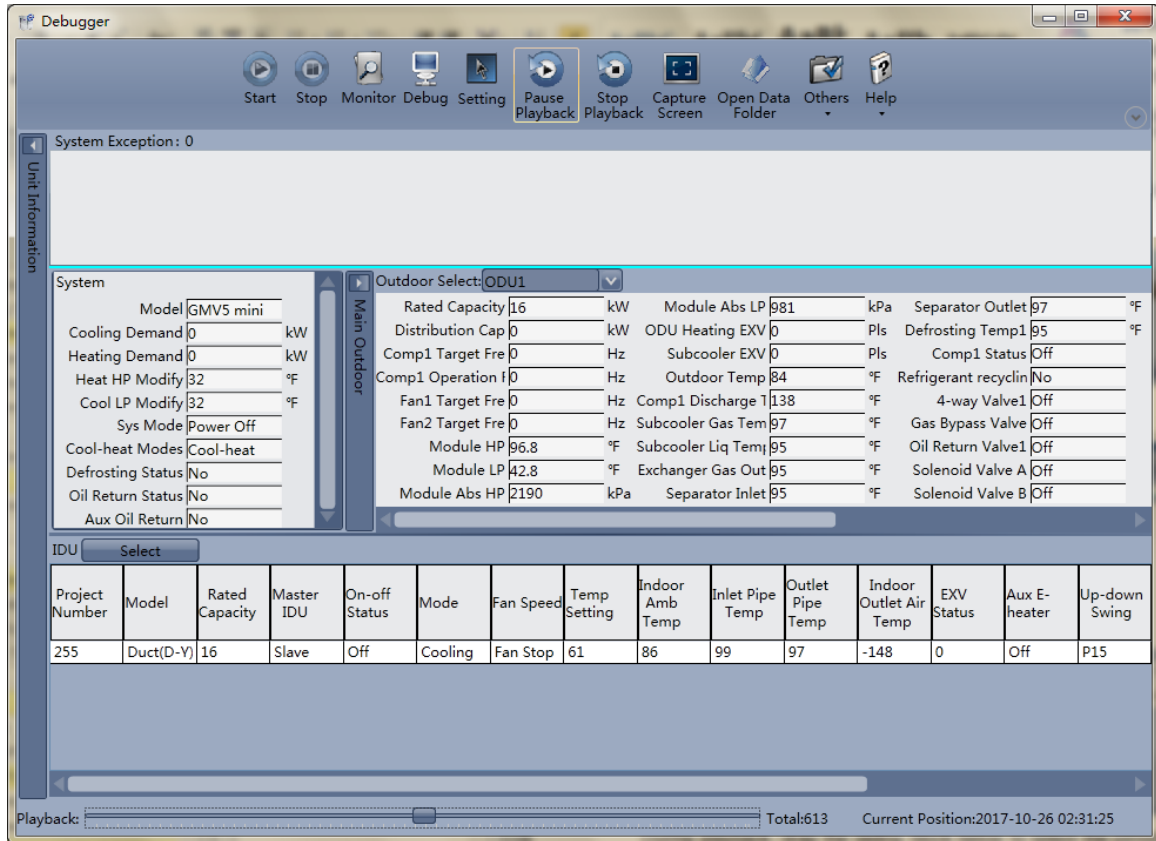 Debugger
Start Stop Monitor Debug Setting Pause Playback Stop Playback Capture Screen Open Data Folder Others Help
System Exception: 0
Unit Information
System
Model GMV5 mini
Cooling Demand 0 kW
Heating Demand 0 kW
Heat HP Modify 32 °F
Cool LP Modify 32 °F
Sys Mode Power Off
Cool-heat Modes Cool-heat
Defrosting Status No
Oil Return Status No
Aux Oil Return No
Main Outdoor
Outdoor Select: ODU1
Rated Capacity 16 kW Module Abs LP 981 kPa Separator Outlet 97 °F
Distribution Cap 0 kW ODU Heating EXV 0 Pls Defrosting Temp1 95 °F
Comp1 Target Fre 0 Hz Subcooler EXV 0 Pls Comp1 Status Off
Comp1 Operation F 0 Hz Outdoor Temp 84 °F Refrigerant recyclin No
Fan1 Target Fre 0 Hz Comp1 Discharge T 138 °F 4-way Valve1 Off
Fan2 Target Fre 0 Hz Subcooler Gas Tem 97 °F Gas Bypass Valve Off
Module HP 96.8 °F Subcooler Liq Temp 95 °F Oil Return Valve1 Off
Module LP 42.8 °F Exchanger Gas Out 95 °F Solenoid Valve A Off
Module Abs HP 2190 kPa Separator Inlet 95 °F Solenoid Valve B Off
IDU Select
Project Number Model Rated Capacity Master IDU On-off Status Mode Fan Speed Temp Setting Indoor Amb Temp Inlet Pipe Temp Outlet Pipe Temp Indoor Outlet Air Temp EXV Status Aux E-heater Up-down Swing
255 Duct(D-Y) 16 Slave Off Cooling Fan Stop 61 86 99 97 -148 0 Off P15
Playback: Total:613 Current Position:2017-10-26 02:31:25